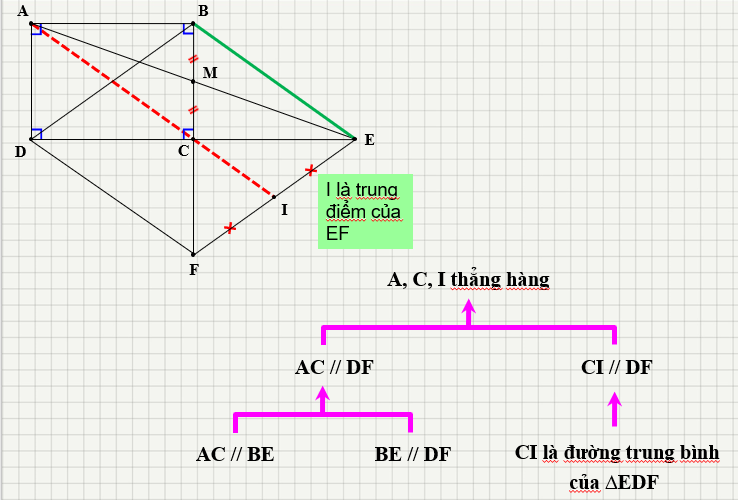 A
B
M
D
C
E
I
F
I là trung
điểm của
EF
A, C, I thẳng hàng
AC // DF
CI // DF
AC // BE
BE // DF
CI là đường trung bình
của ∆EDF